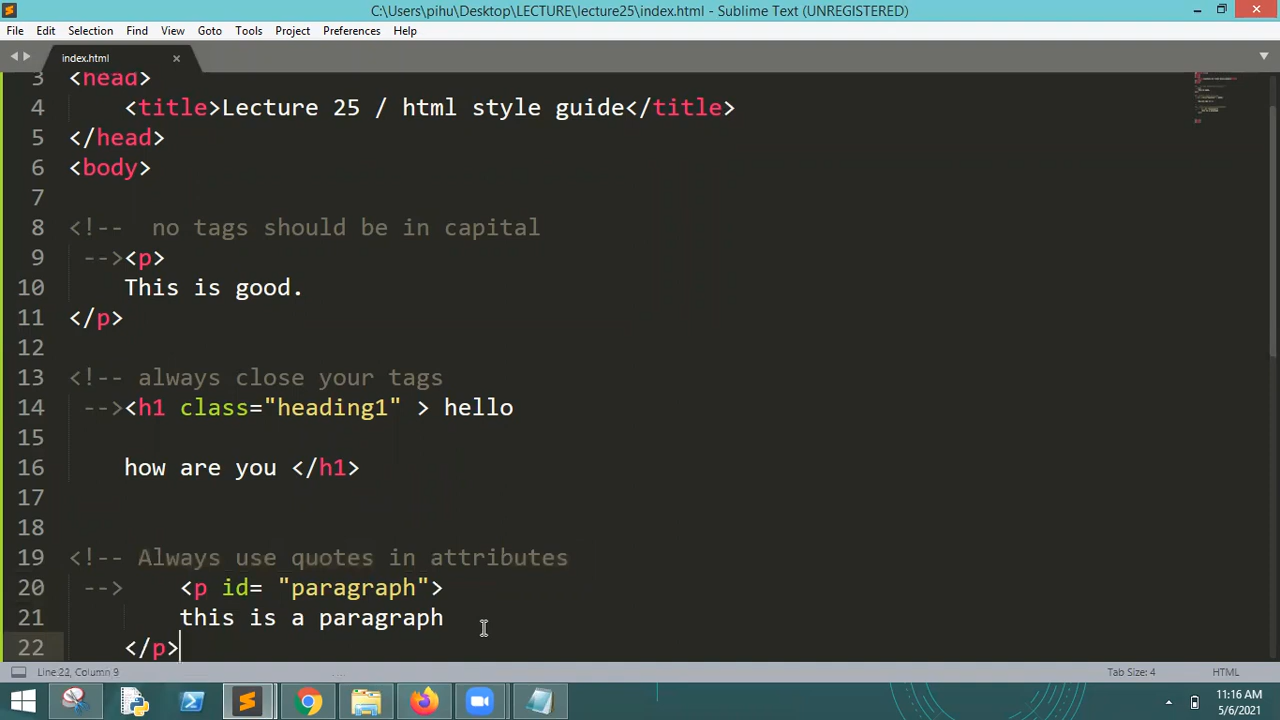 C:\Users\pihu\Desktop\LECTURE\lecture25\index.html - Sublime Text (UNREGISTERED)
File Edit Selection Find View Goto Tools Project Preferences Help
index.html
3 <head>
4 <title>Lecture 25 / html style guide</title>
5 </head>
6 <body>
7
8 <!--  no tags should be in capital
9 --><p>
10 This is good.
11 </p>
12
13 <!-- always close your tags
14 --><h1 class="heading1" > hello
15
16 how are you </h1>
17
18
19 <!-- Always use quotes in attributes
20 -->    <p id= "paragraph">
21 this is a paragraph
22 </p>
Line 22, Column 9 Tab Size: 4 HTML
11:16 AM
5/6/2021